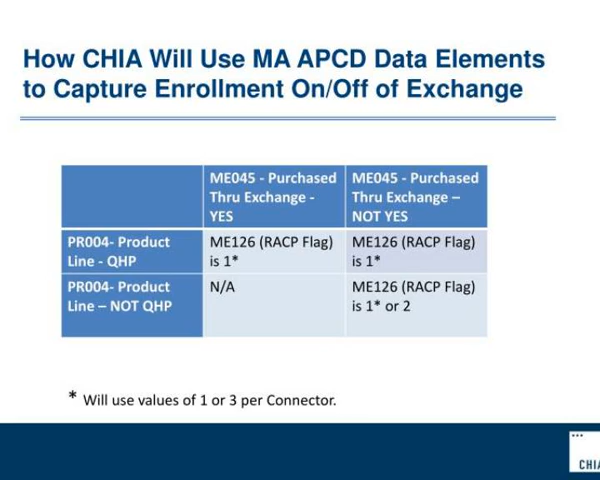 How CHIA Will Use MA APCD Data Elements
to Capture Enrollment On/Off of Exchange
ME045 - Purchased
Thru Exchange -
YES
ME045 - Purchased
Thru Exchange –
NOT YES
PR004- Product
Line - QHP
ME126 (RACP Flag)
is 1*
ME126 (RACP Flag)
is 1*
PR004- Product
Line – NOT QHP
N/A
ME126 (RACP Flag)
is 1* or 2
* Will use values of 1 or 3 per Connector.
CHIA